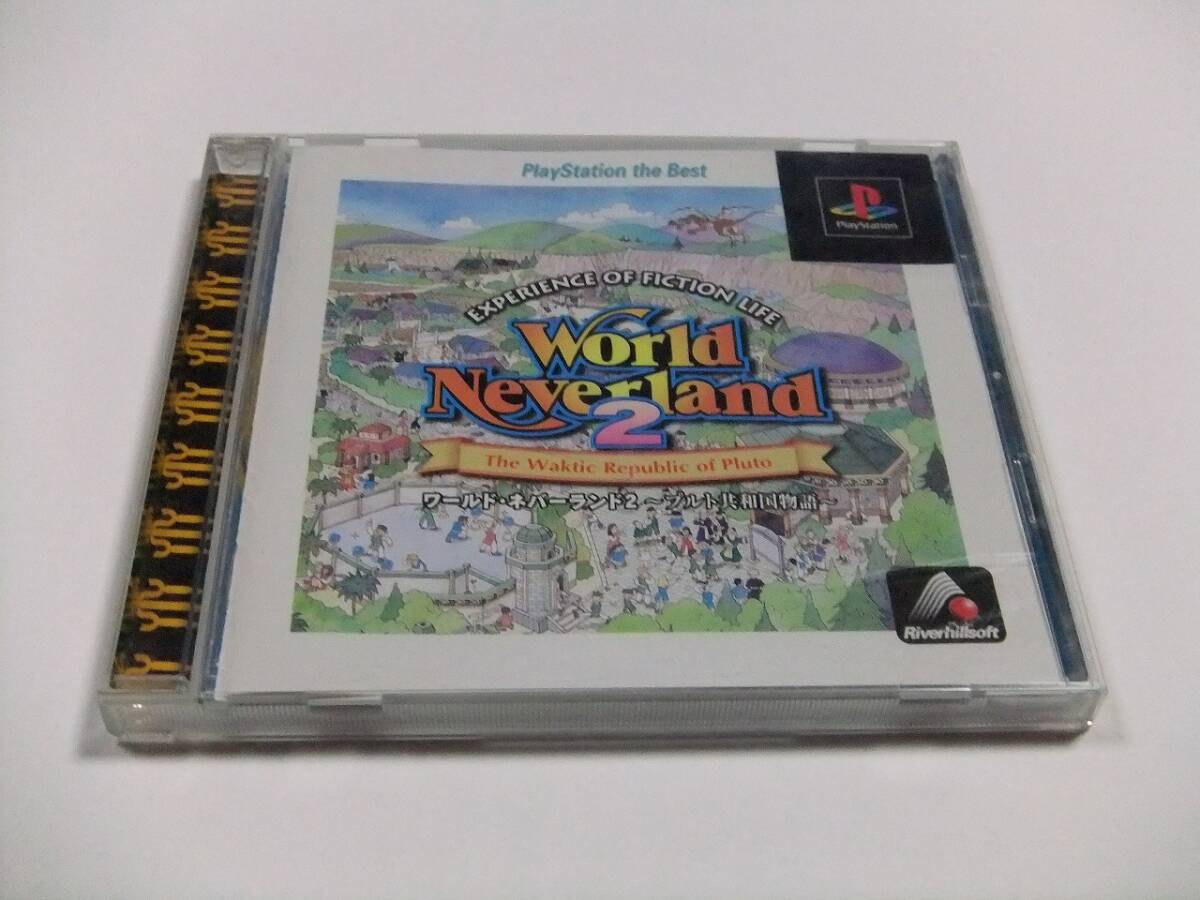 PlayStation the Best
PlayStation
EXPERIENCE OF FICTION LIFE
World
Neverland
2
The Waktic Republic of Pluto
ワールド・ネバーランド2 ～プルト共和国物語～
Riverhillsoft